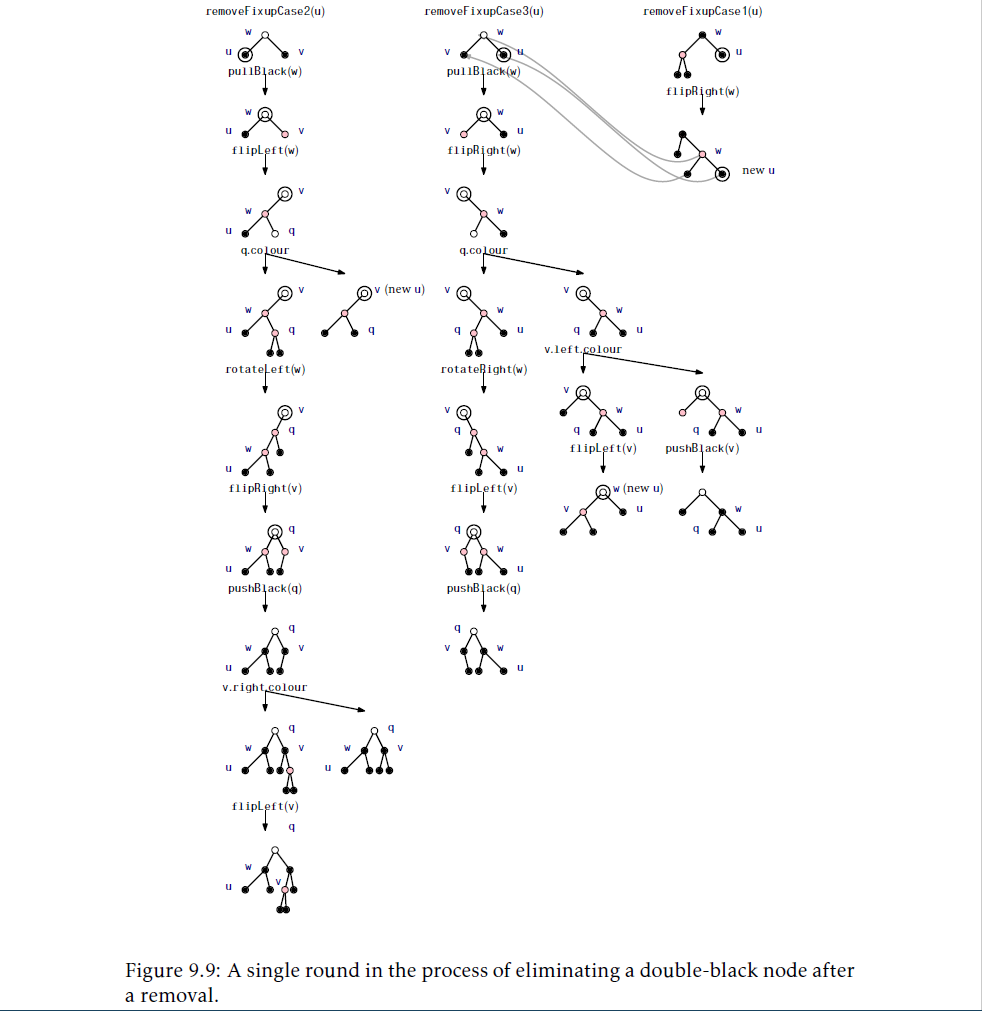 removeFixupCase2(u) removeFixupCase3(u) removeFixupCase1(u)
w w w
u v v u u
pullBlack(w) pullBlack(w) flipRight(w)
w w
u v v u w
flipLeft(w) flipRight(w) new u
v v
w w
u q
q.colour q.colour
v v (new u) v v
w w w
u q q q u q u
rotateLeft(w) rotateRight(w) v.left.colour
v v v
q q w w
w w q u q u
u u flipLeft(v) pushBlack(v)
flipRight(v) flipLeft(v) w (new u)
q q v u w
w v v w q u
u u
pushBlack(q) pushBlack(q)
q q
w v v w
u u
v.right.colour
q q
w v w v
u u
flipLeft(v)
q
w
u v
Figure 9.9: A single round in the process of eliminating a double-black node after
a removal.